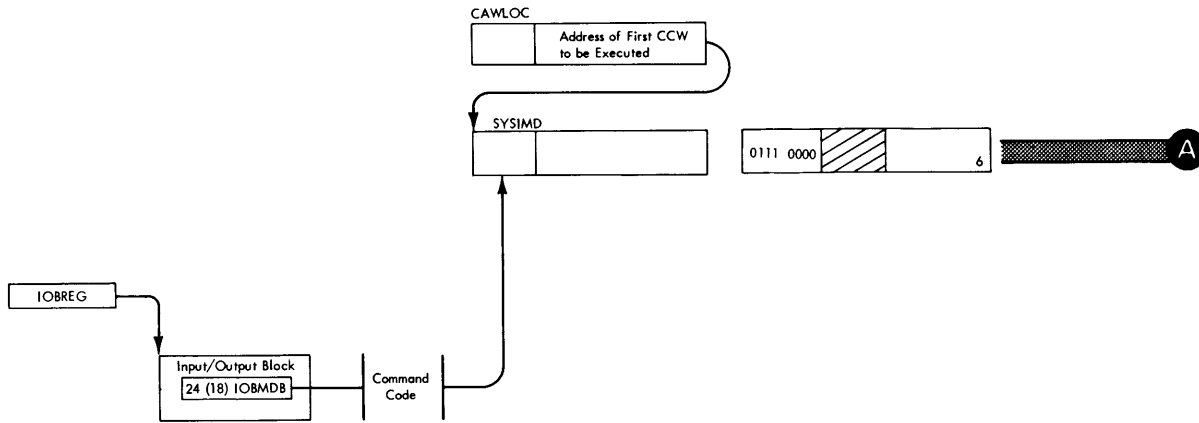 CAWLOC
Address of First CCW
to be Executed
SYSIMD
0111 0000
6
A
IOBREG
Input/Output Block
24 (18) IOBMDB
Command
Code